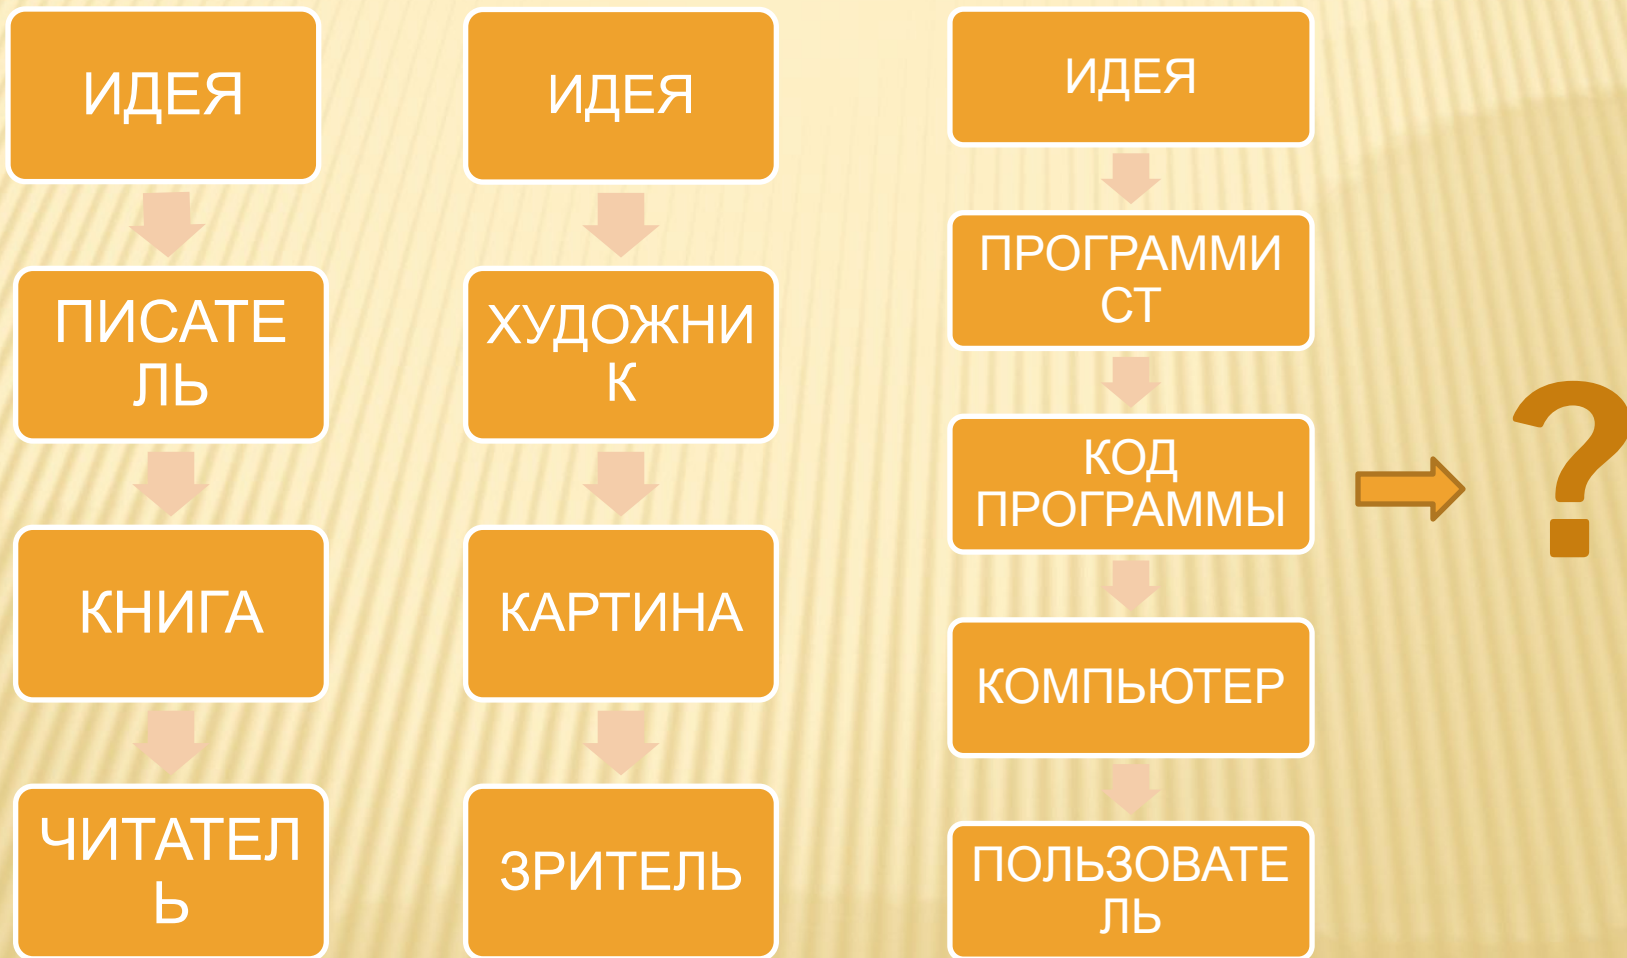 ИДЕЯ
ПИСАТЕ
ЛЬ
КНИГА
ЧИТАТЕЛ
Ь
ИДЕЯ
ХУДОЖНИ
К
КАРТИНА
ЗРИТЕЛЬ
ИДЕЯ
ПРОГРАММИ
СТ
КОД
ПРОГРАММЫ
КОМПЬЮТЕР
ПОЛЬЗОВАТЕ
ЛЬ
?